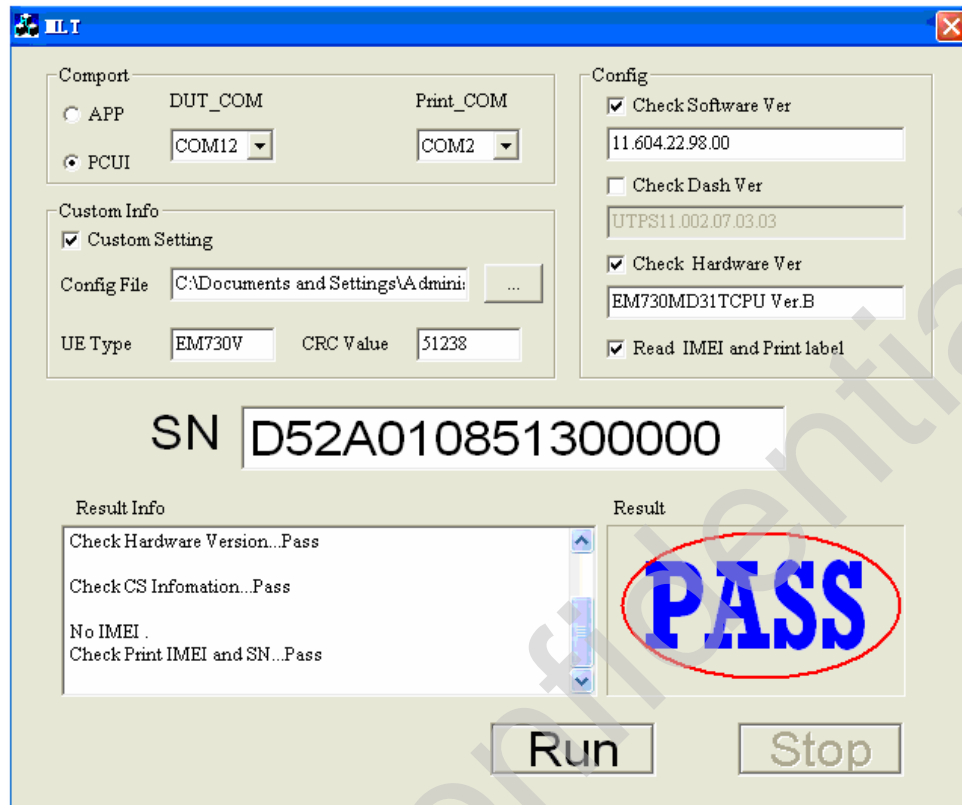 MLT
Comport
APP
DUT_COM
Print_COM
COM12
COM2
PCUI
Custom Info
Custom Setting
Config File
C:\Documents and Settings\Adminis
...
UE Type
EM730V
CRC Value
51238
Config
Check Software Ver
11.604.22.98.00
Check Dash Ver
UTPS11.002.07.03.03
Check Hardware Ver
EM730MD31TCPU Ver.B
Read IMEI and Print label
SN
D52A010851300000
Result Info
Check Hardware Version...Pass
Check CS Infomation...Pass
No IMEI .
Check Print IMEI and SN...Pass
Result
PASS
Run
Stop
onfidentia